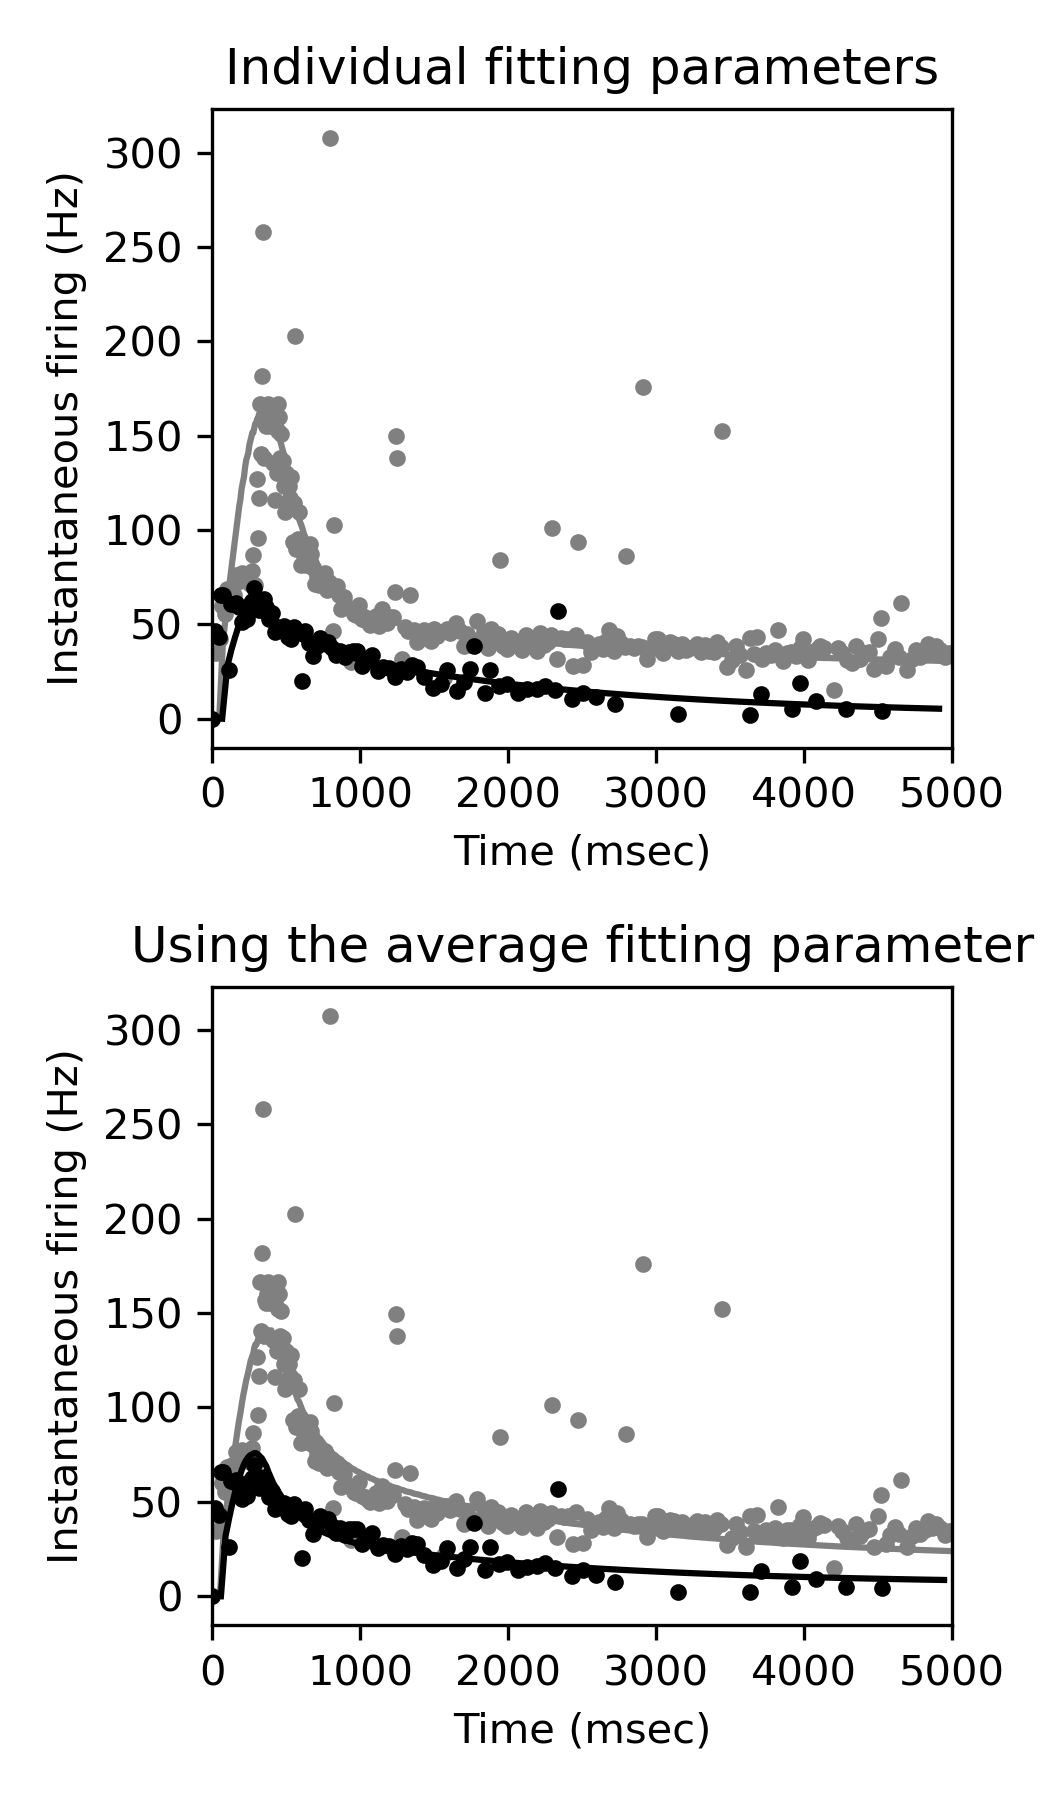 Individual fitting parameters
300
250
200
150
100
50
0
Instantaneous firing (Hz)
0 1000 2000 3000 4000 5000
Time (msec)
Using the average fitting parameter
300
250
200
150
100
50
0
Instantaneous firing (Hz)
0 1000 2000 3000 4000 5000
Time (msec)